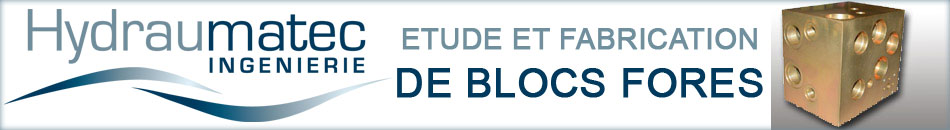 Hydraumatec
INGENIERIE
ETUDE ET FABRICATION
DE BLOCS FORES